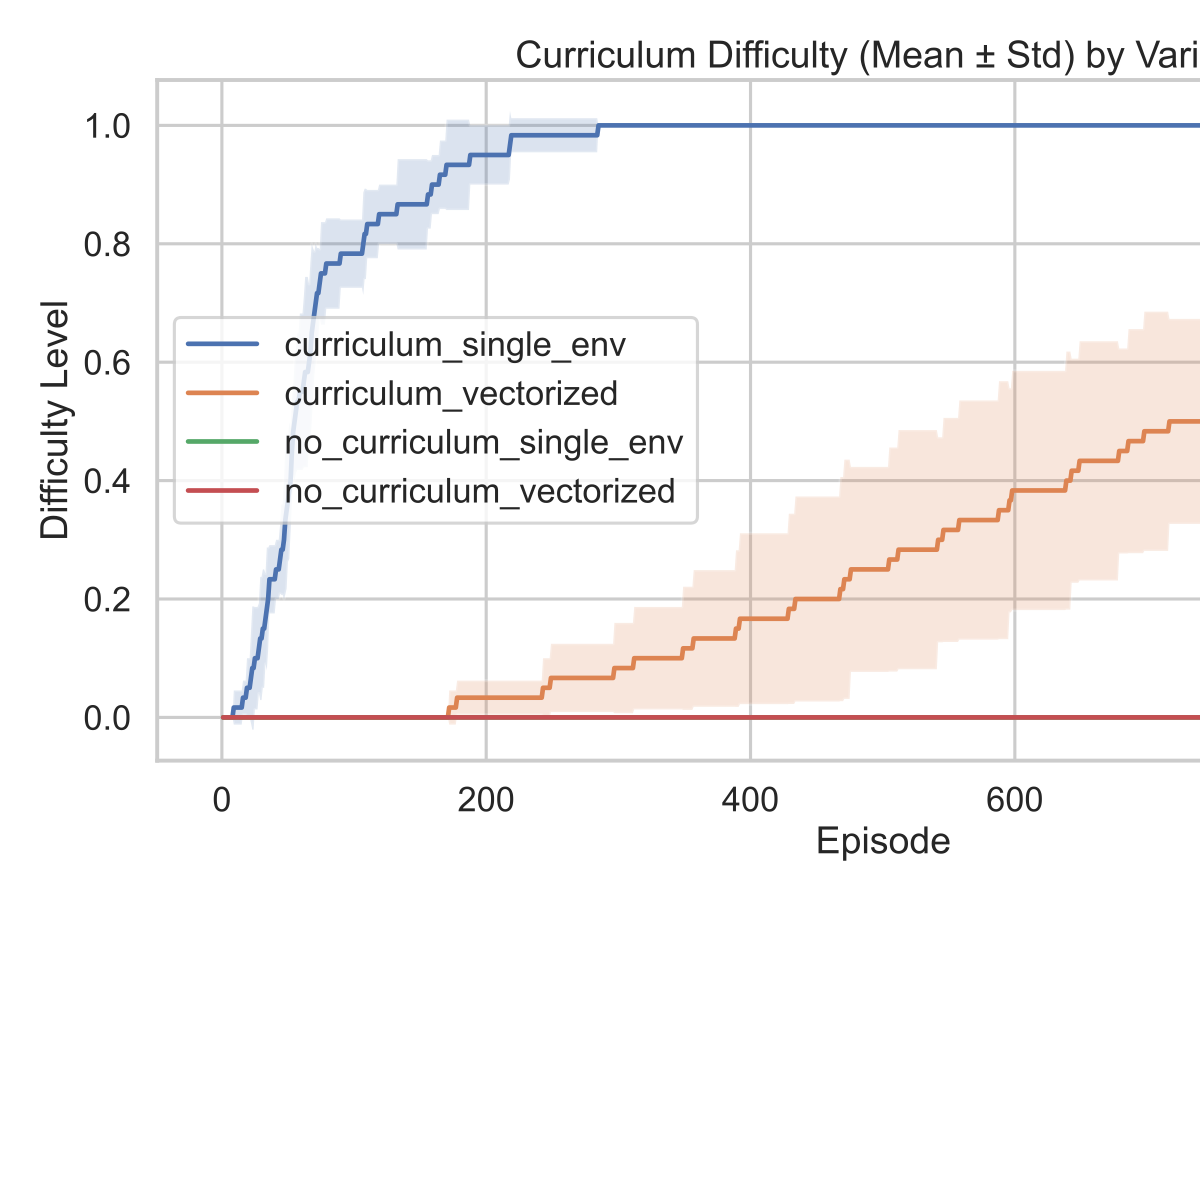 Curriculum Difficulty (Mean ± Std) by Vari
1.0
0.8
0.6
0.4
0.2
0.0
Difficulty Level
curriculum_single_env
curriculum_vectorized
no_curriculum_single_env
no_curriculum_vectorized
0 200 400 600
Episode